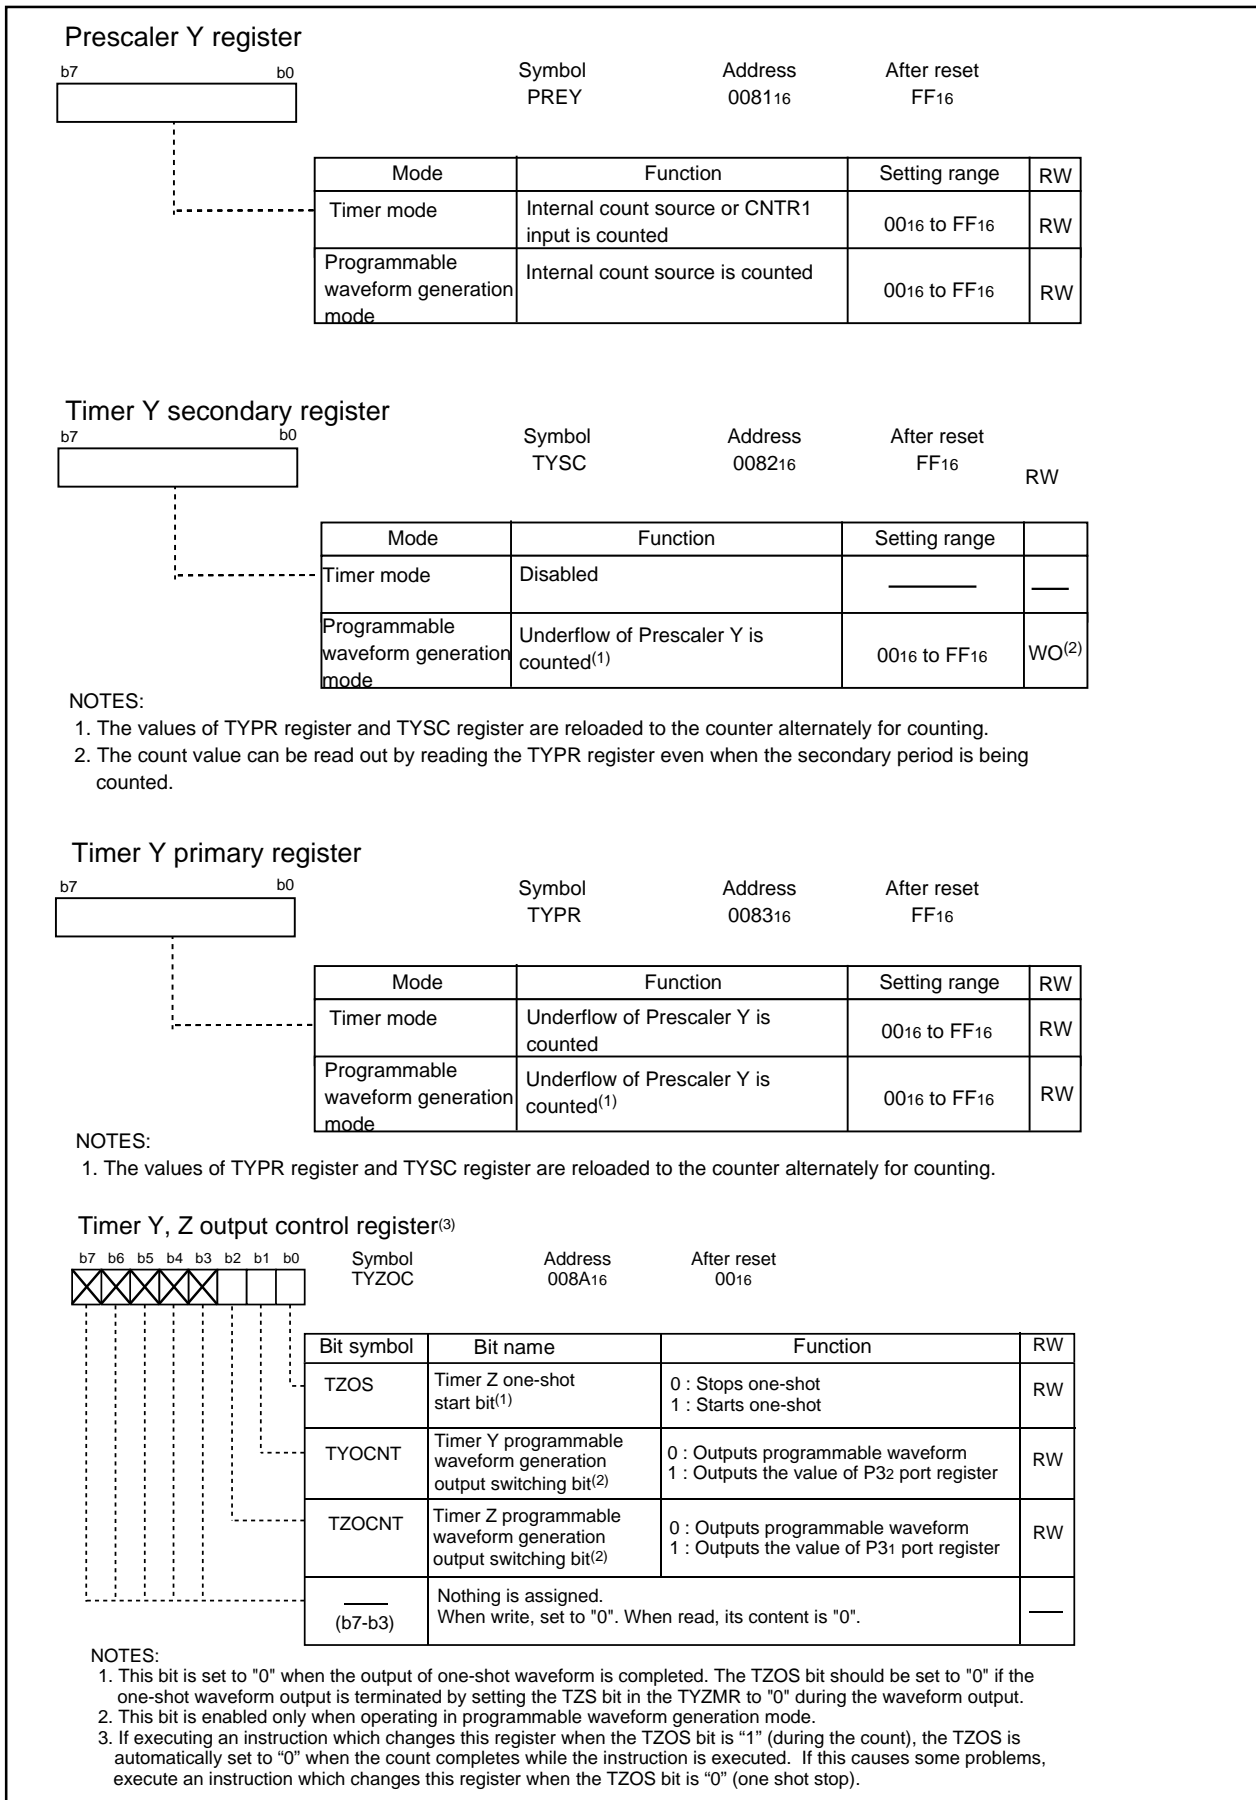 Prescaler Y register
b7 b0 Symbol Address After reset
PREY 008116 FF16
Mode Function Setting range RW
Timer mode Internal count source or CNTR1
input is counted 0016 to FF16 RW
Programmable
waveform generation
mode Internal count source is counted 0016 to FF16 RW
Timer Y secondary register
b7 b0 Symbol Address After reset
TYSC 008216 FF16
RW
Mode Function Setting range
Timer mode Disabled
Programmable
waveform generation
mode Underflow of Prescaler Y is
counted(1) 0016 to FF16 WO(2)
NOTES:
1. The values of TYPR register and TYSC register are reloaded to the counter alternately for counting.
2. The count value can be read out by reading the TYPR register even when the secondary period is being
counted.
Timer Y primary register
b7 b0 Symbol Address After reset
TYPR 008316 FF16
Mode Function Setting range RW
Timer mode Underflow of Prescaler Y is
counted 0016 to FF16 RW
Programmable
waveform generation
mode Underflow of Prescaler Y is
counted(1) 0016 to FF16 RW
NOTES:
1. The values of TYPR register and TYSC register are reloaded to the counter alternately for counting.
Timer Y, Z output control register(3)
b7 b6 b5 b4 b3 b2 b1 b0 Symbol Address After reset
TYZOC 008A16 0016
Bit symbol Bit name Function RW
TZOS Timer Z one-shot
start bit(1) 0 : Stops one-shot
1 : Starts one-shot RW
TYOCNT Timer Y programmable
waveform generation
output switching bit(2) 0 : Outputs programmable waveform
1 : Outputs the value of P32 port register RW
TZOCNT Timer Z programmable
waveform generation
output switching bit(2) 0 : Outputs programmable waveform
1 : Outputs the value of P31 port register RW
(b7-b3) Nothing is assigned.
When write, set to "0". When read, its content is "0".
NOTES:
1. This bit is set to "0" when the output of one-shot waveform is completed. The TZOS bit should be set to "0" if the
one-shot waveform output is terminated by setting the TZS bit in the TYZMR to "0" during the waveform output.
2. This bit is enabled only when operating in programmable waveform generation mode.
3. If executing an instruction which changes this register when the TZOS bit is “1” (during the count), the TZOS is
automatically set to “0” when the count completes while the instruction is executed. If this causes some problems,
execute an instruction which changes this register when the TZOS bit is “0” (one shot stop).